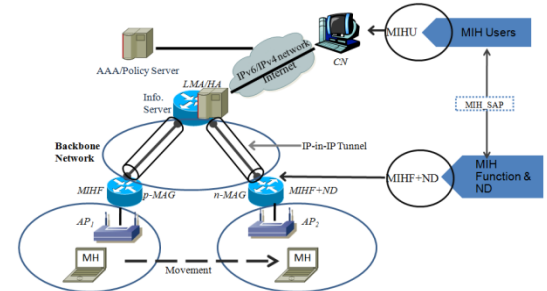 MIHU
MIH Users
CN
IPv6/IPv4 network
Internet
AAA/Policy Server
LMA/HA
Info.
Server
MIH_SAP
Backbone
Network
IP-in-IP Tunnel
MIHF
p-MAG
n-MAG
MIHF+ND
MIHF+ND
MIH
Function &
ND
AP1
AP2
MH
Movement
MH